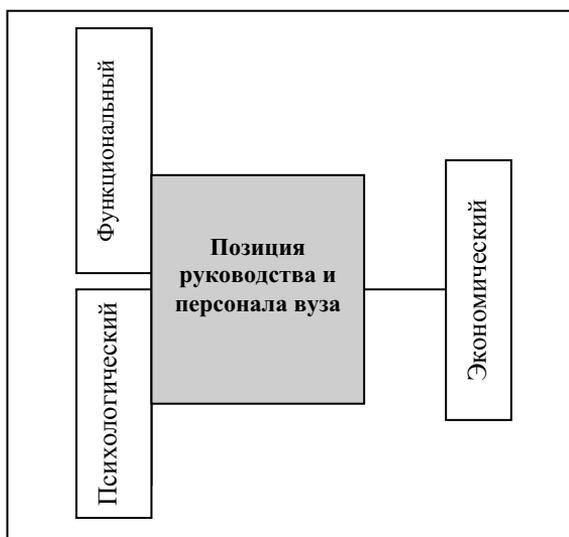 Функциональный
Психологический
Позиция
руководства и
персонала вуза
Экономический